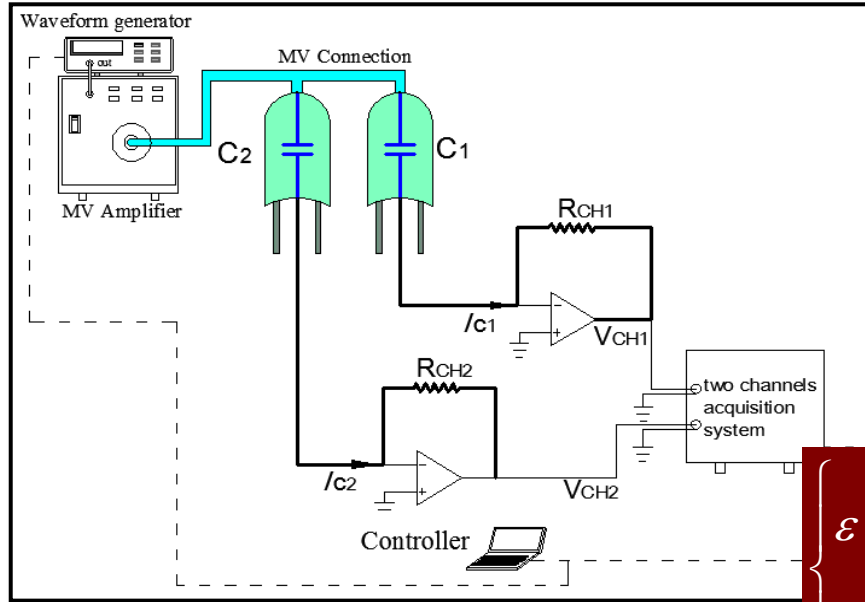 Waveform generator
out
MV Connection
C2
C1
MV Amplifier
RCH1
Ic1
VCH1
RCH2
two channels
acquisition
system
Ic2
VCH2
Controller
ε